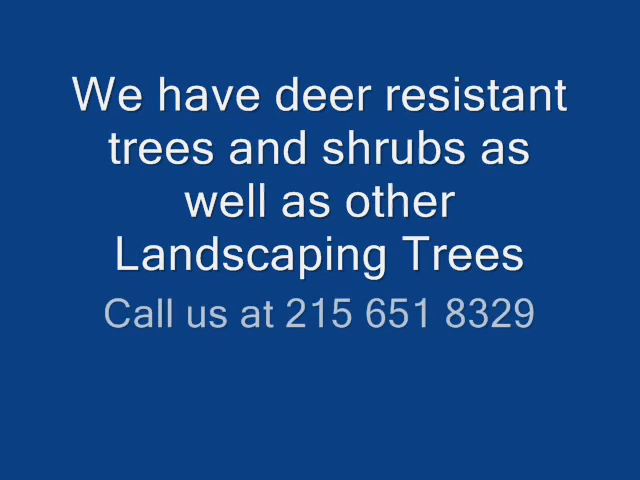 We have deer resistant
trees and shrubs as
well as other
Landscaping Trees
Call us at 215 651 8329